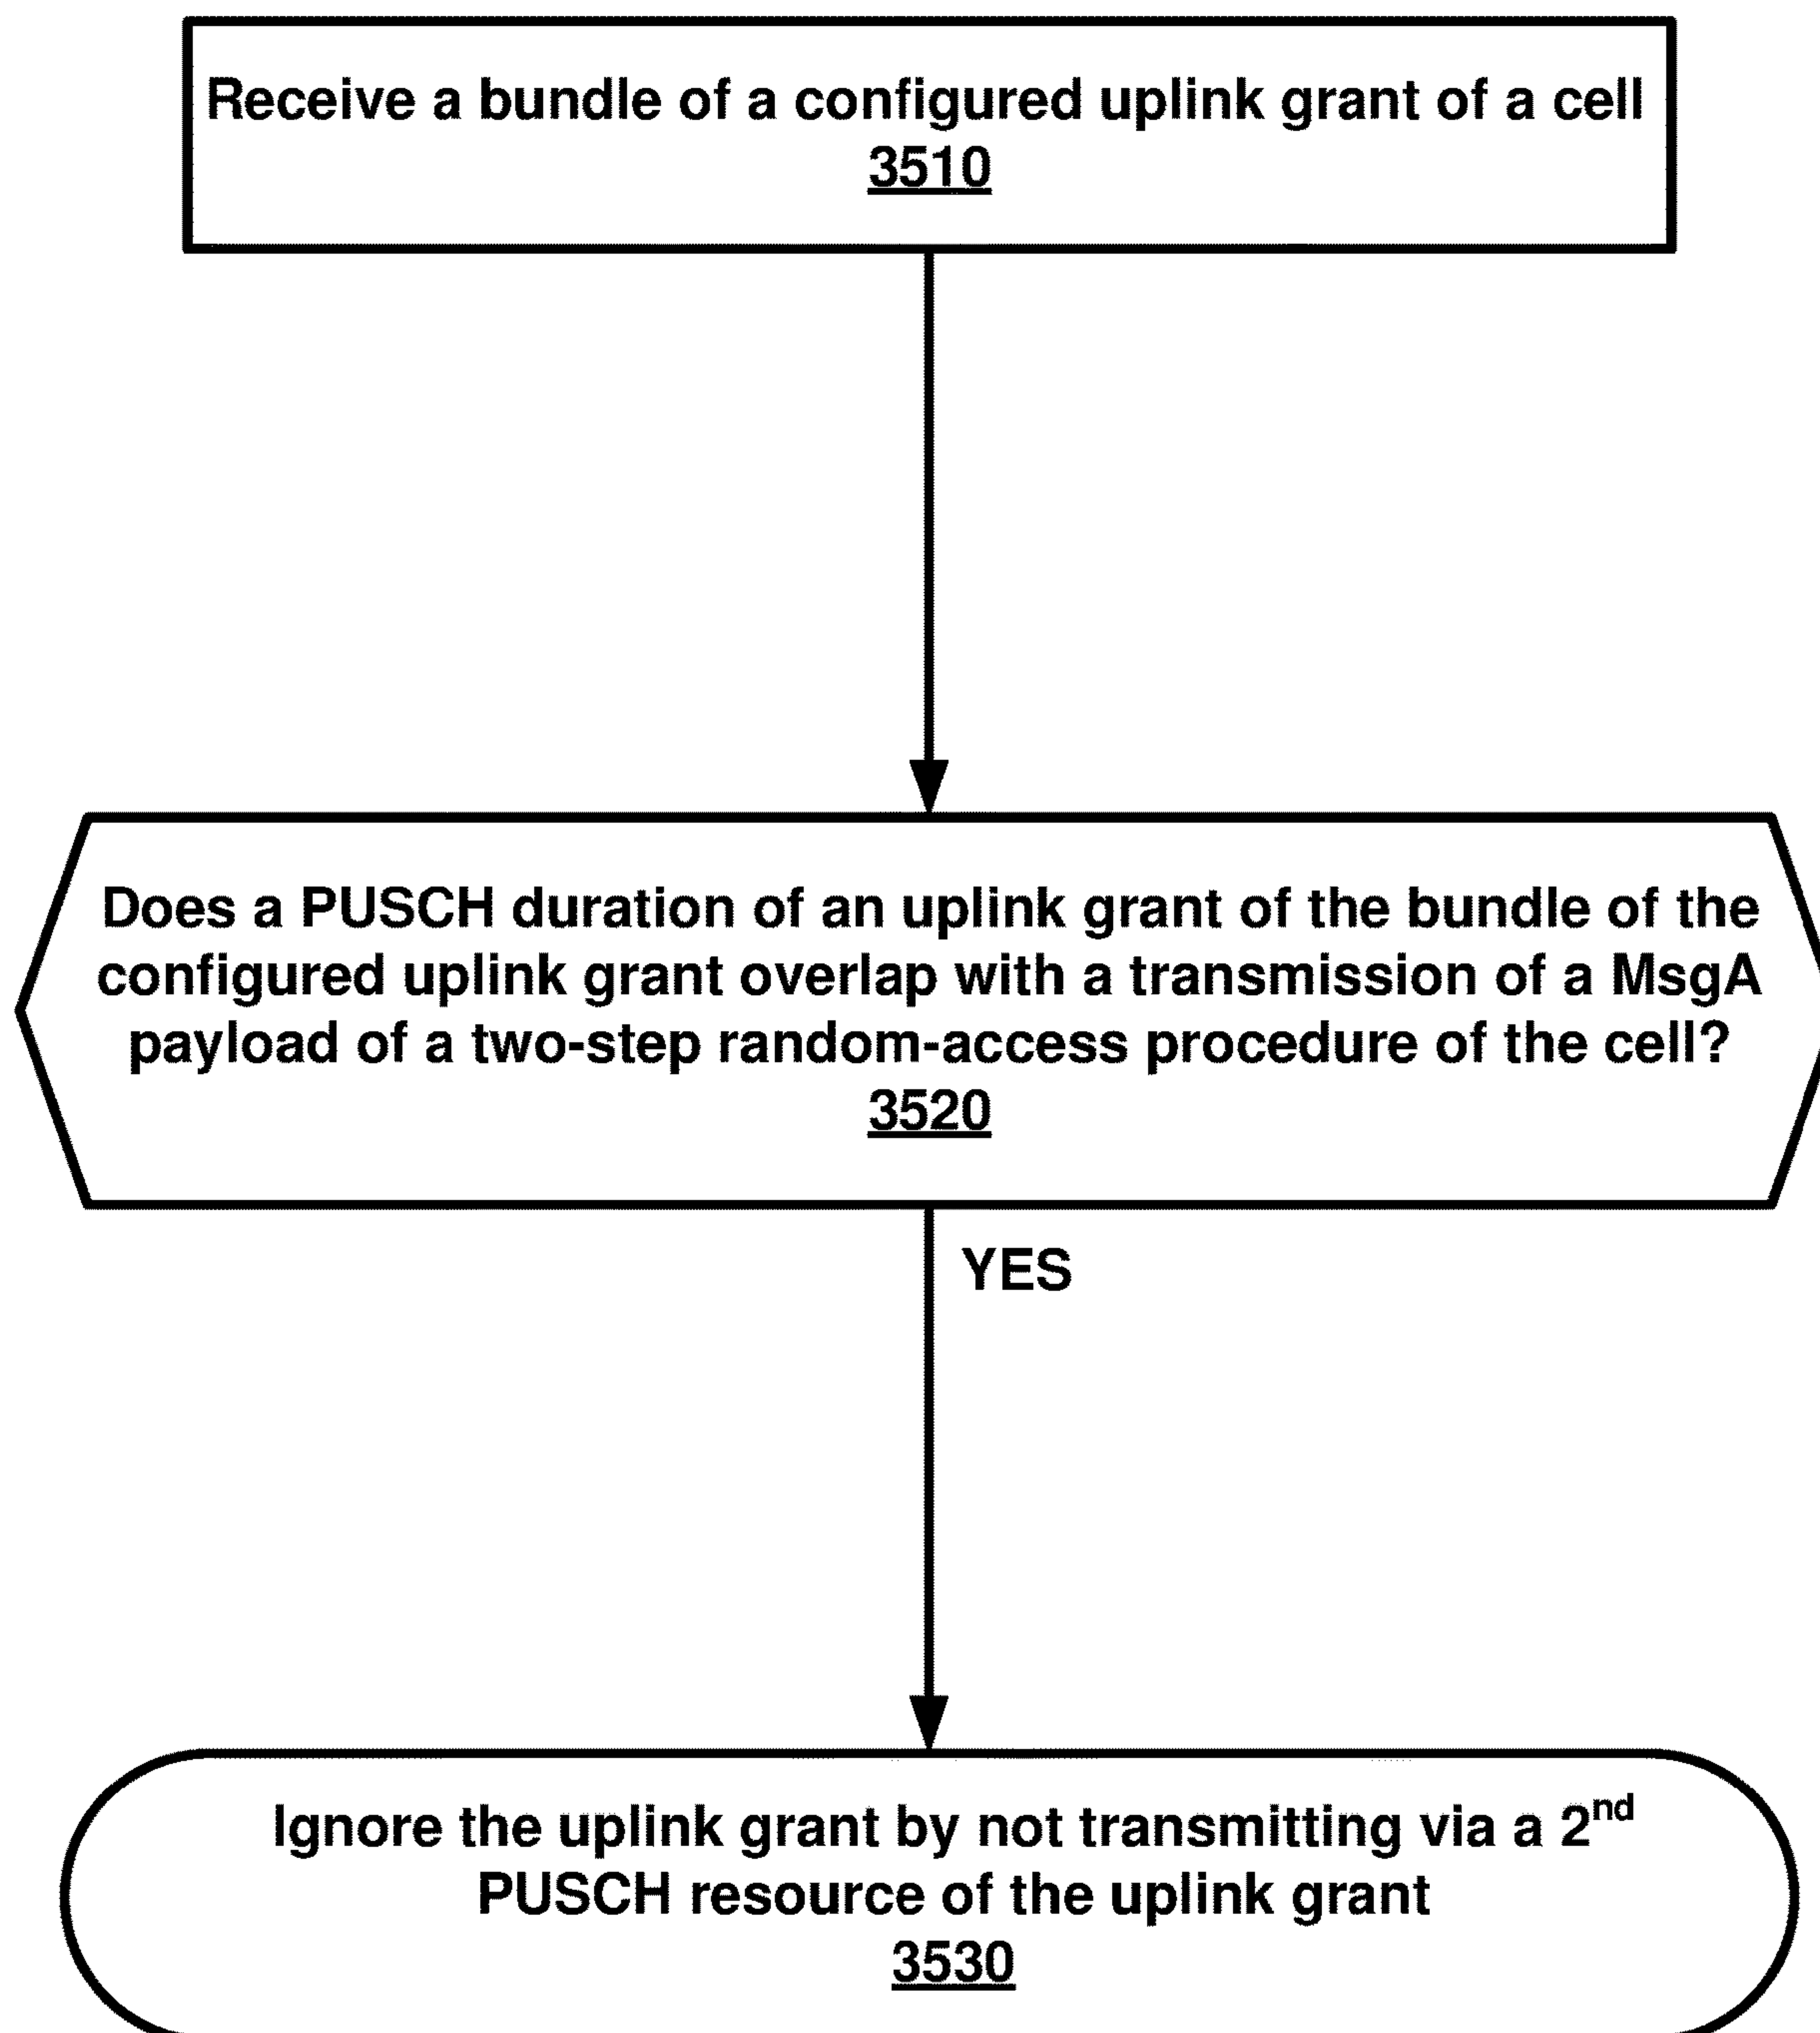 Receive a bundle of a configured uplink grant of a cell
3510
Does a PUSCH duration of an uplink grant of the bundle of the
configured uplink grant overlap with a transmission of a MsgA
payload of a two-step random-access procedure of the cell?
3520
YES
Ignore the uplink grant by not transmitting via a 2nd
PUSCH resource of the uplink grant
3530